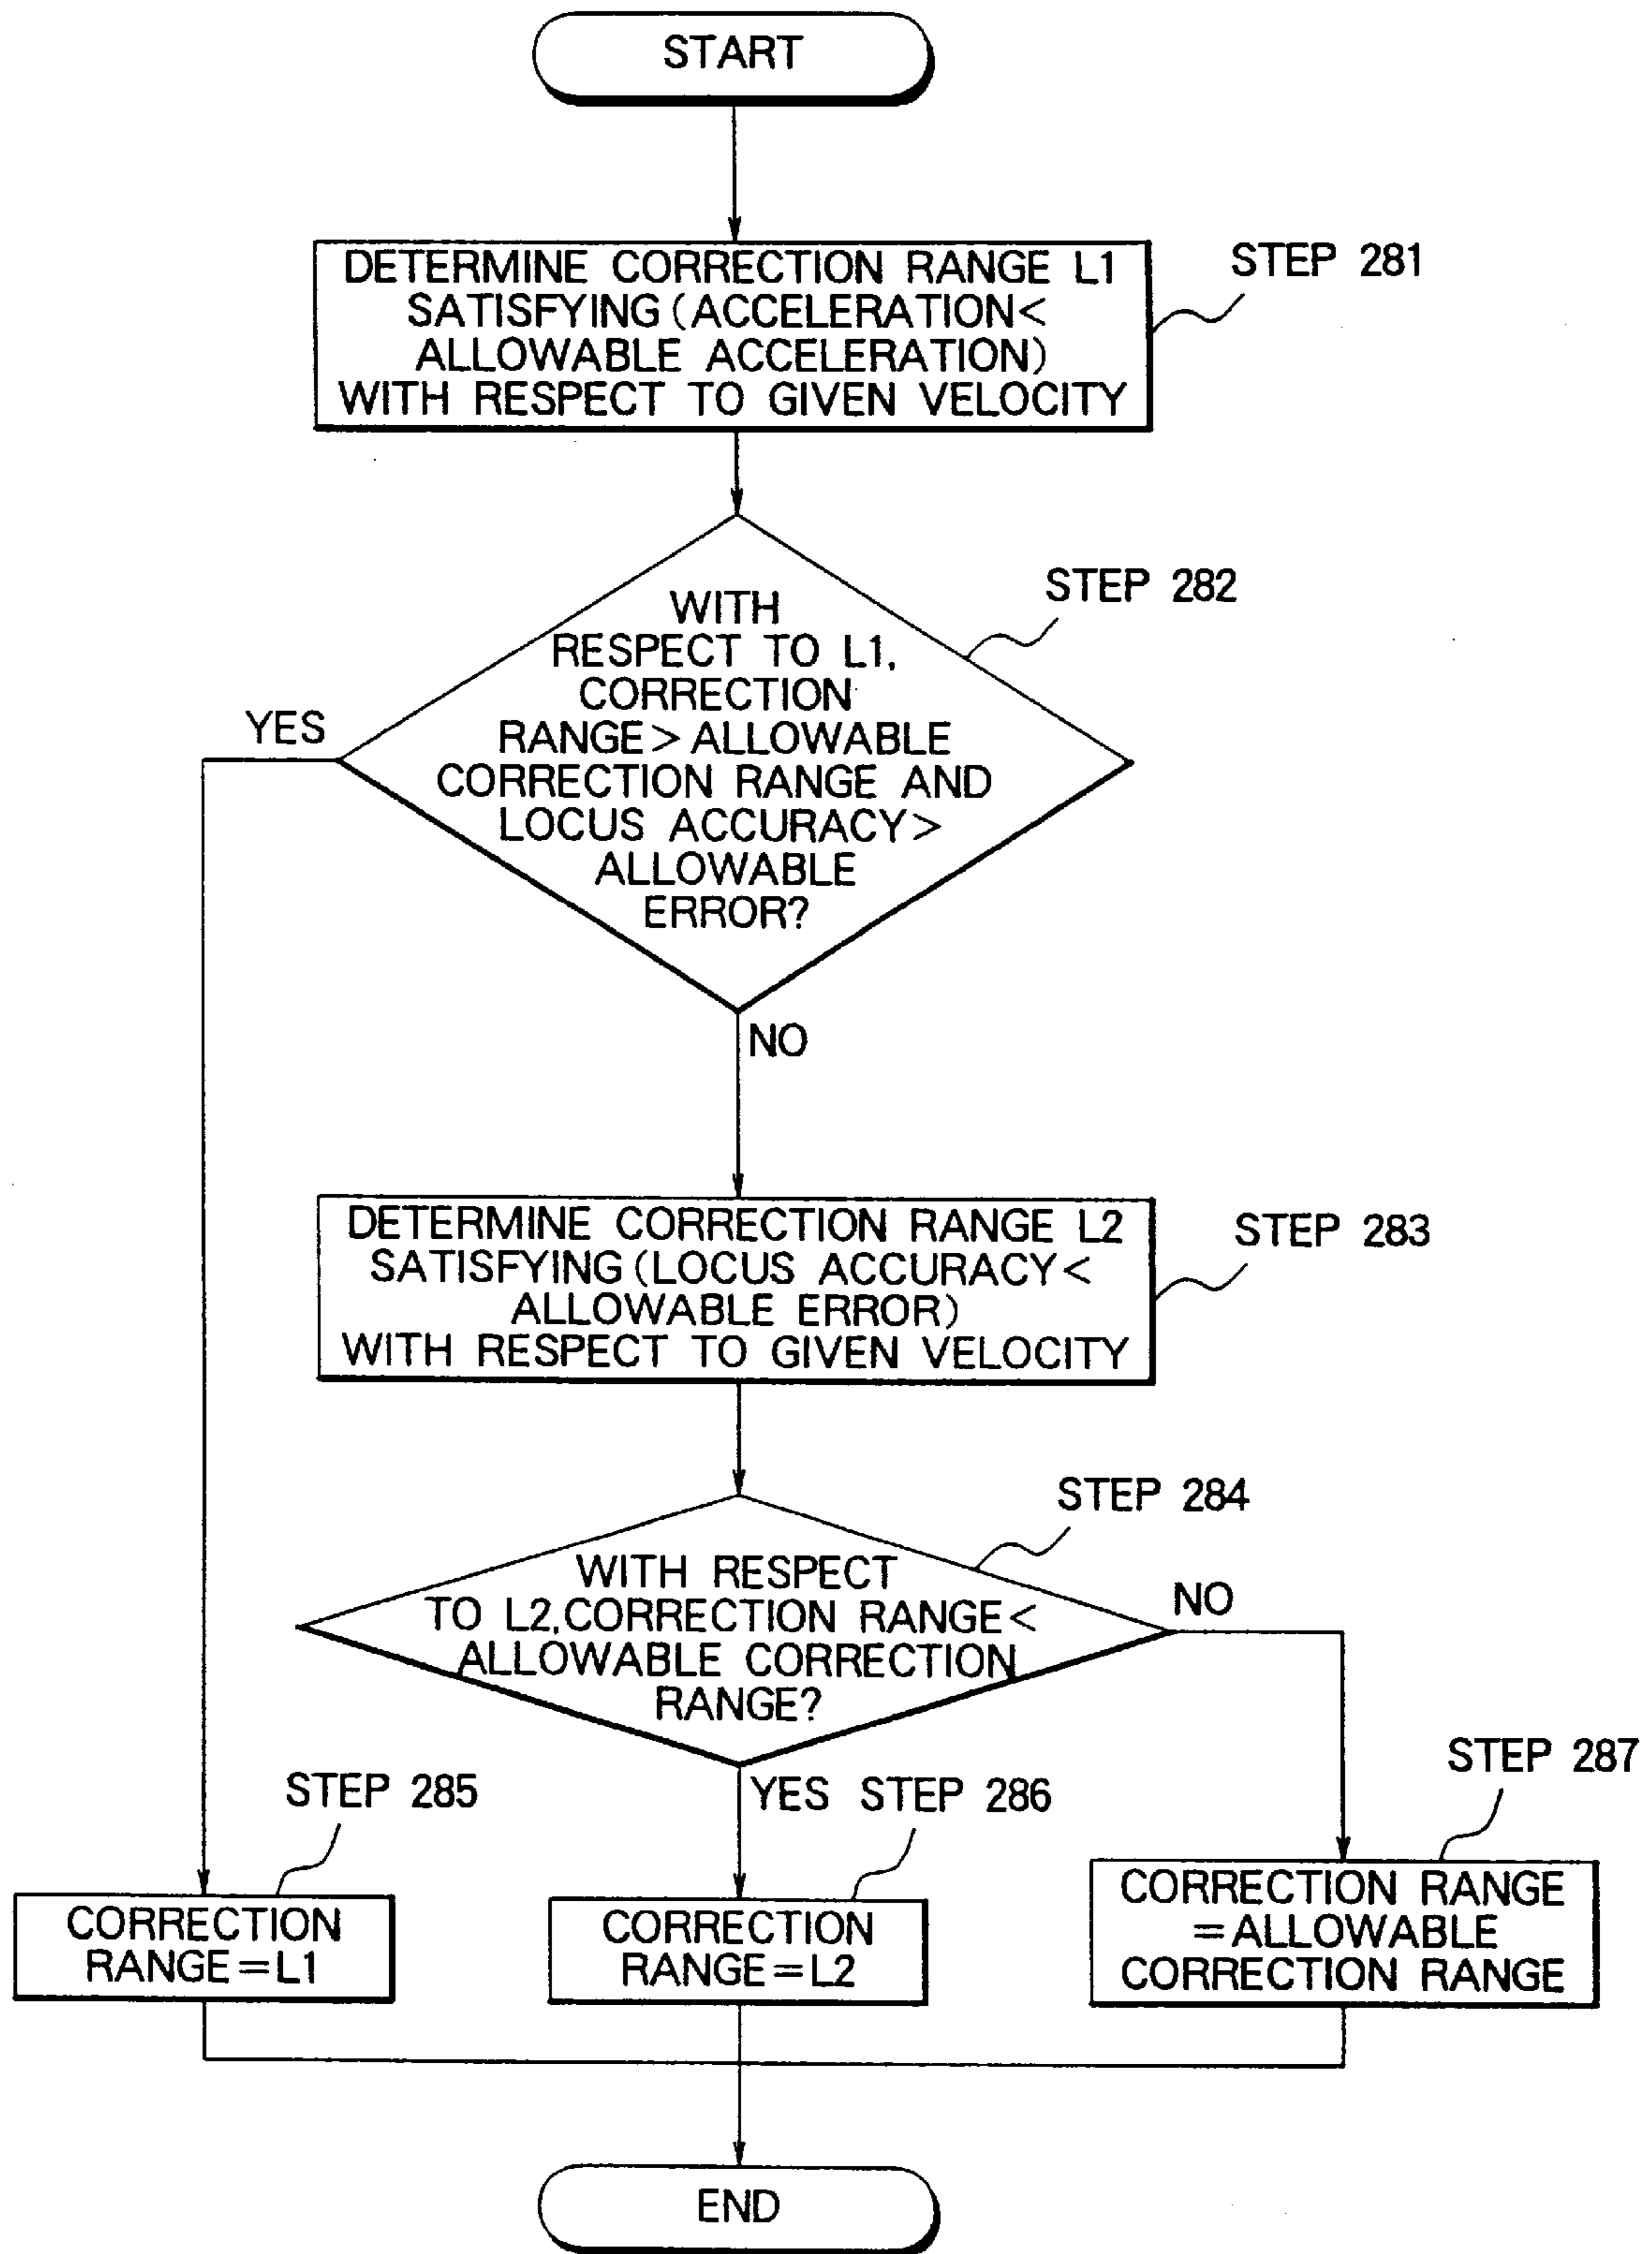 START
DETERMINE CORRECTION RANGE L1
SATISFYING (ACCELERATION<
ALLOWABLE ACCELERATION)
WITH RESPECT TO GIVEN VELOCITY
STEP 281
WITH
RESPECT TO L1,
CORRECTION
RANGE>ALLOWABLE
CORRECTION RANGE AND
LOCUS ACCURACY>
ALLOWABLE
ERROR?
STEP 282
YES
NO
DETERMINE CORRECTION RANGE L2
SATISFYING (LOCUS ACCURACY<
ALLOWABLE ERROR)
WITH RESPECT TO GIVEN VELOCITY
STEP 283
WITH RESPECT
TO L2,CORRECTION RANGE<
ALLOWABLE CORRECTION
RANGE?
STEP 284
NO
YES
STEP 285
CORRECTION
RANGE=L1
STEP 286
CORRECTION
RANGE=L2
STEP 287
CORRECTION RANGE
=ALLOWABLE
CORRECTION RANGE
END